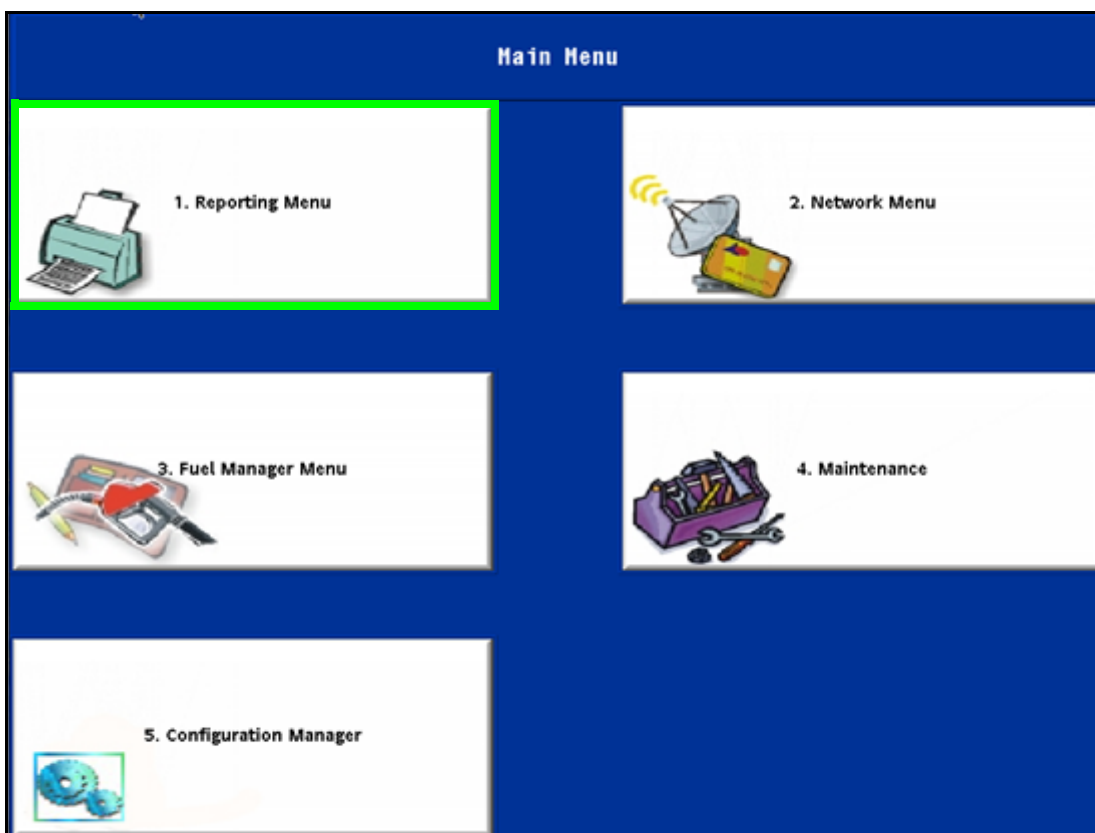 Main Menu
1. Reporting Menu
2. Network Menu
3. Fuel Manager Menu
4. Maintenance
5. Configuration Manager